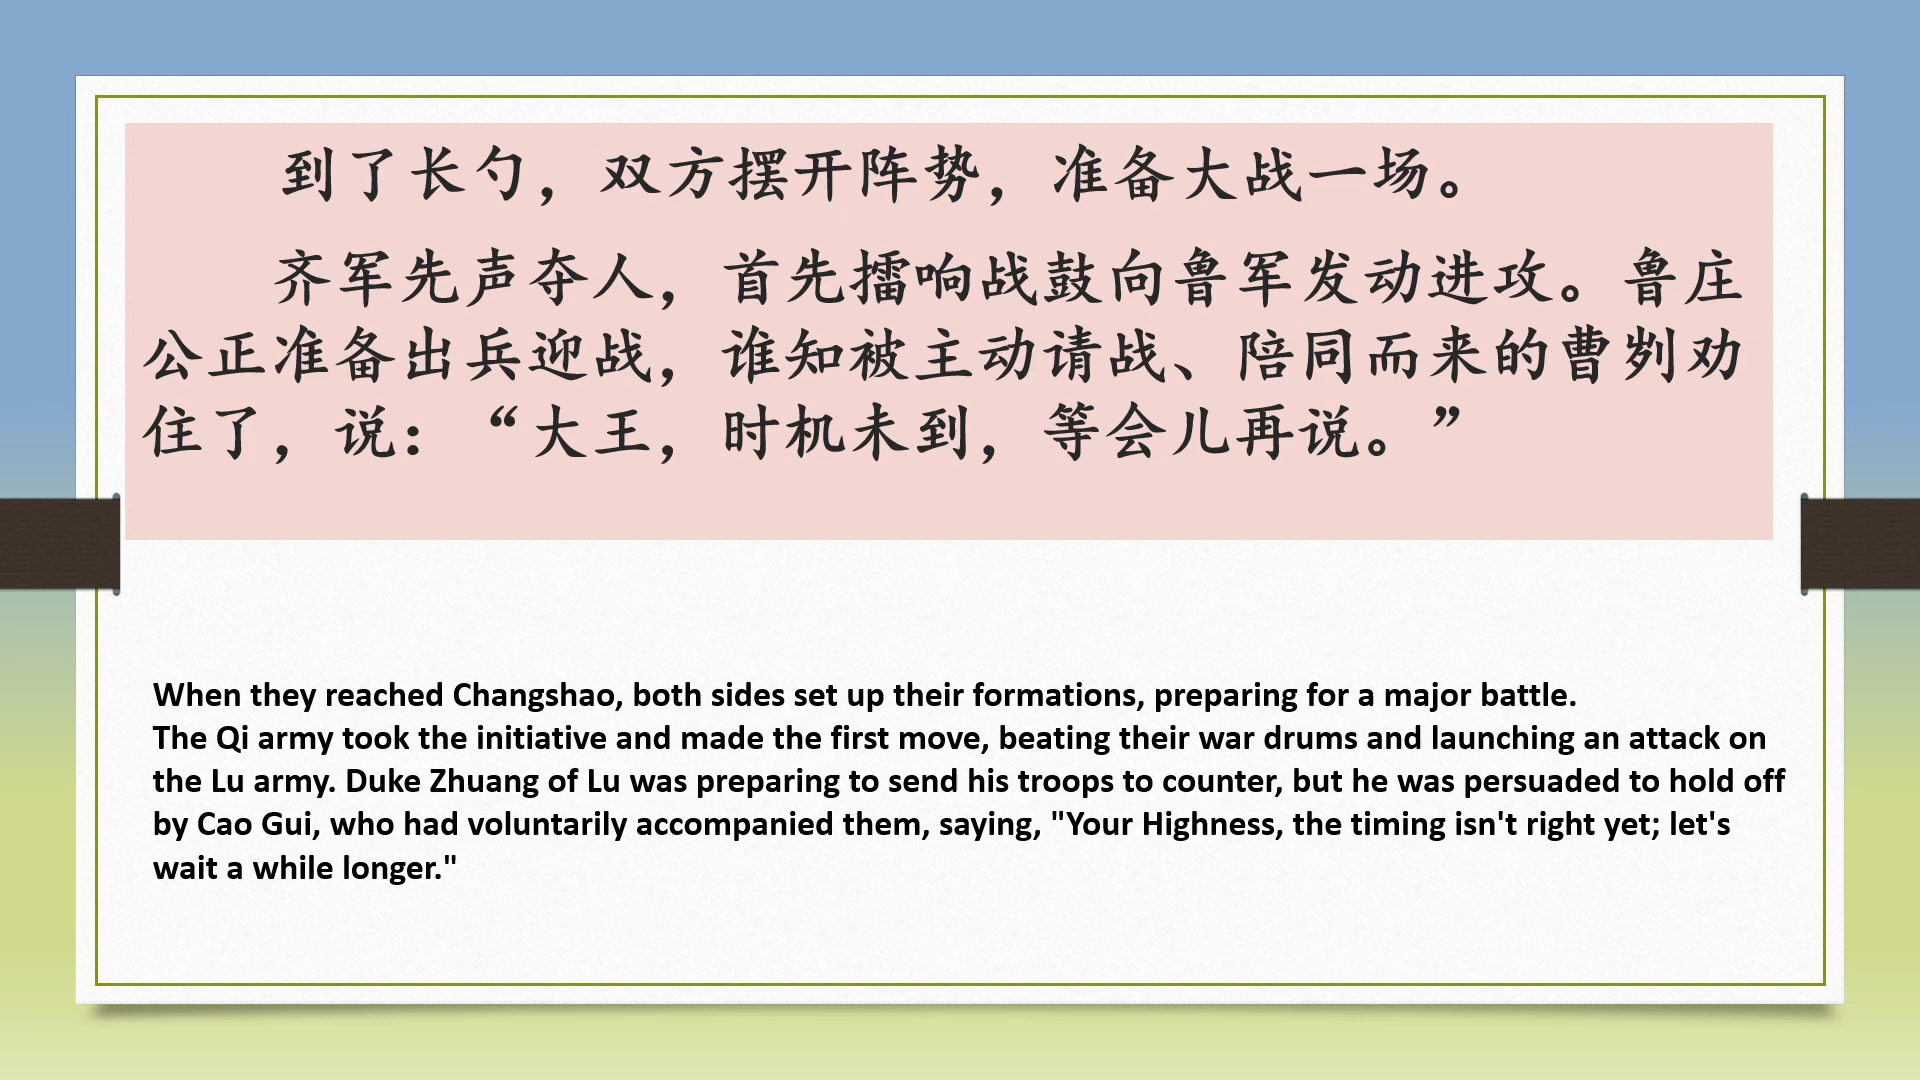 到了长勺，双方摆开阵势，准备大战一场。
齐军先声夺人，首先擂响战鼓向鲁军发动进攻。鲁庄
公正准备出兵迎战，谁知被主动请战、陪同而来的曹刿劝
住了，说：“大王，时机未到，等会儿再说。”
When they reached Changshao, both sides set up their formations, preparing for a major battle.
The Qi army took the initiative and made the first move, beating their war drums and launching an attack on
the Lu army. Duke Zhuang of Lu was preparing to send his troops to counter, but he was persuaded to hold off
by Cao Gui, who had voluntarily accompanied them, saying, "Your Highness, the timing isn't right yet; let's
wait a while longer."